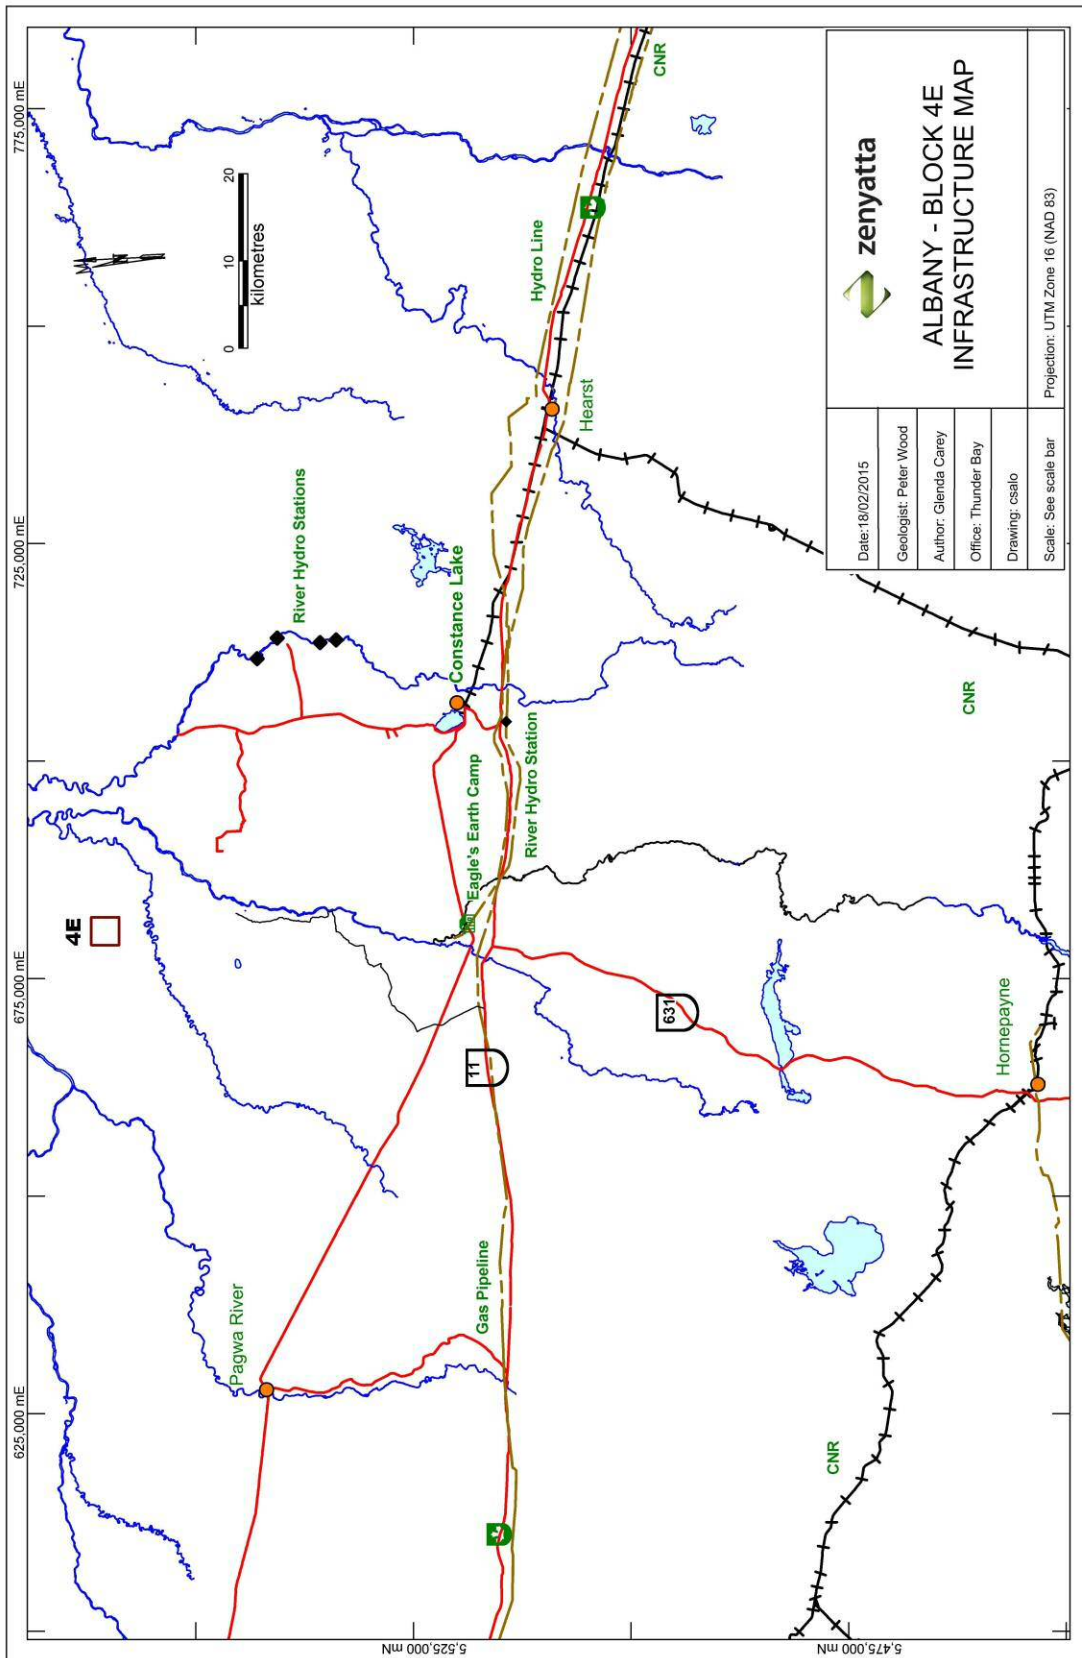 625,000 mE
675,000 mE
725,000 mE
775,000 mE
5,525,000 mN
5,475,000 mN
4E
0 10 20
kilometres
River Hydro Stations
Pagwa River
Constance Lake
Eagle's Earth Camp
Gas Pipeline
River Hydro Station
Hydro Line
11
631
Hearst
CNR
CNR
CNR
Hornepayne
zenyatta
ALBANY - BLOCK 4E
INFRASTRUCTURE MAP
Date:18/02/2015
Geologist: Peter Wood
Author: Glenda Carey
Office: Thunder Bay
Drawing: csalo
Scale: See scale bar
Projection: UTM Zone 16 (NAD 83)